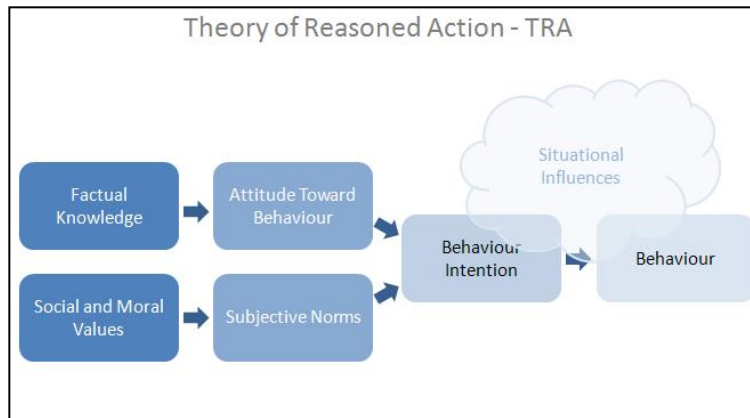 Theory of Reasoned Action - TRA
Situational
Influences
Factual
Knowledge
Attitude Toward
Behaviour
Behaviour
Intention
Behaviour
Social and Moral
Values
Subjective Norms